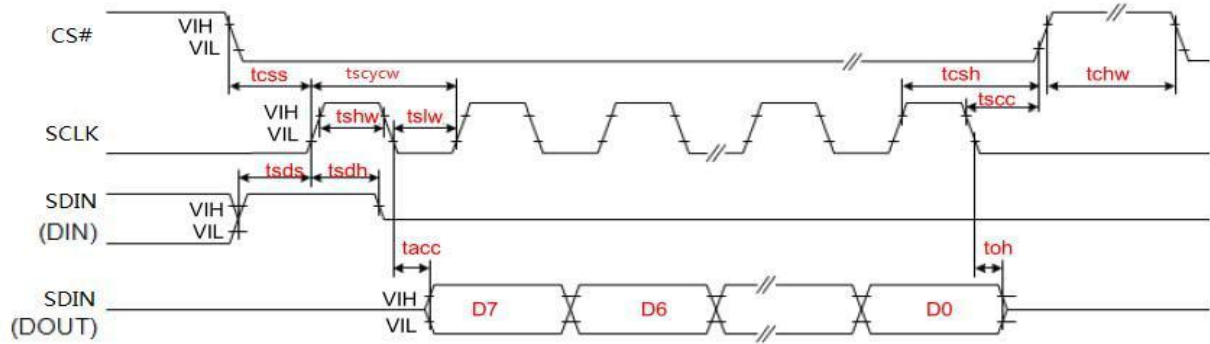 CS#
VIH
VIL
tcss
tscycw
tcsh
tchw
tscc
SCLK
VIH
VIL
tshw
tslw
tsds
tsdh
SDIN
(DIN)
VIH
VIL
tacc
toh
SDIN
(DOUT)
VIH
VIL
D7
D6
D0